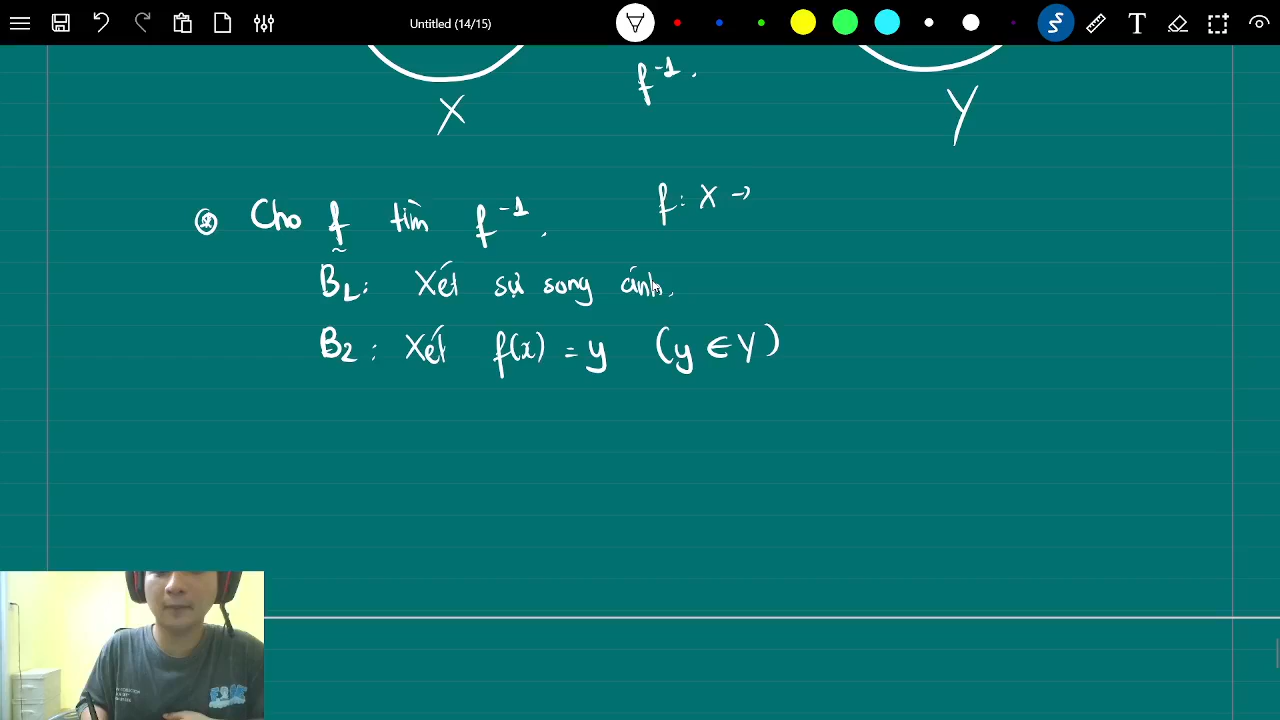 Untitled (14/15)
f⁻¹.
X
Y
Cho f tìm f⁻¹.
f: X →
B1: Xét sự song ánh.
B2: Xét f(x) = y (y ∈ Y)